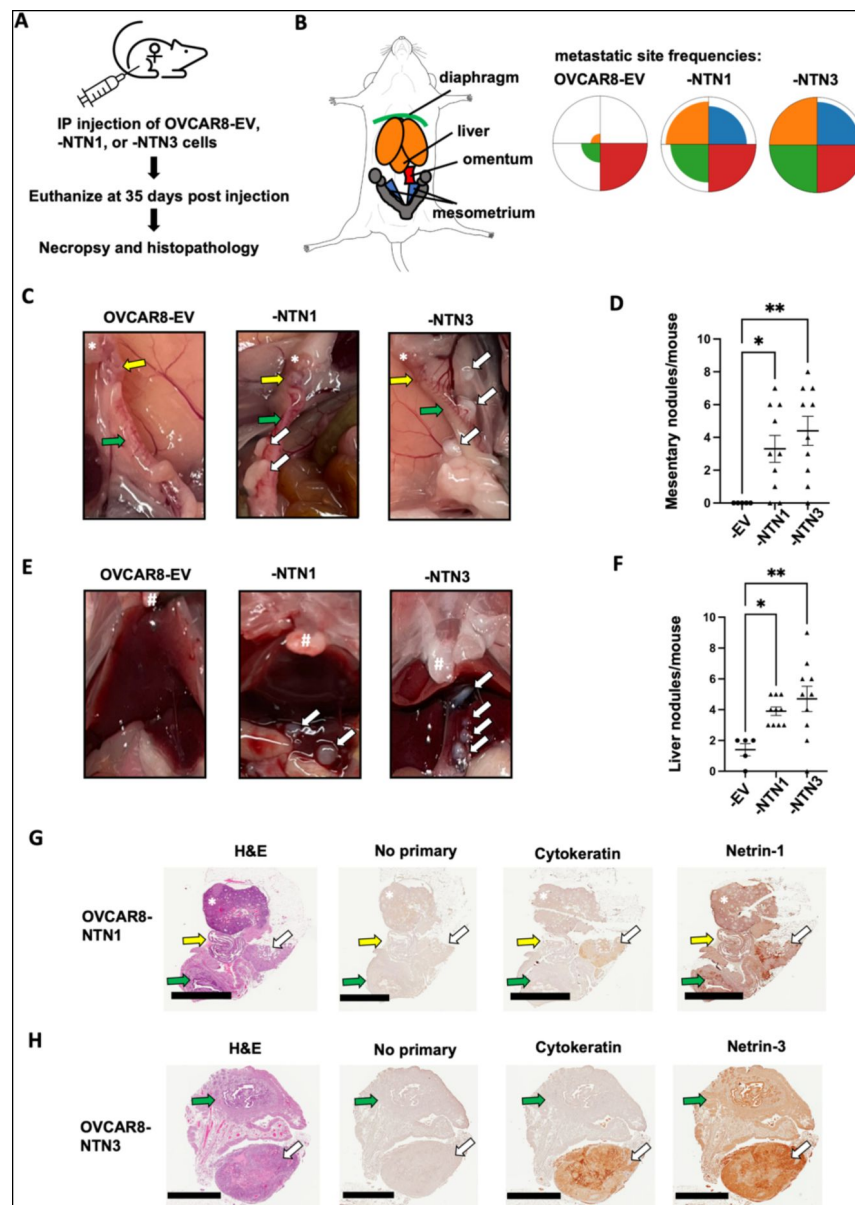 A
IP injection of OVCAR8-EV,
-NTN1, or -NTN3 cells
Euthanize at 35 days post injection
Necropsy and histopathology
B
diaphragm
liver
omentum
mesometrium
metastatic site frequencies:
OVCAR8-EV -NTN1 -NTN3
C
OVCAR8-EV -NTN1 -NTN3
* * *
D
**
*
Mesentary nodules/mouse
10
8
6
4
2
0
-EV -NTN1 -NTN3
E
OVCAR8-EV -NTN1 -NTN3
# # #
F
**
*
Liver nodules/mouse
10
8
6
4
2
0
-EV -NTN1 -NTN3
G
H&E No primary Cytokeratin Netrin-1
OVCAR8-
NTN1
* * * *
H
H&E No primary Cytokeratin Netrin-3
OVCAR8-
NTN3